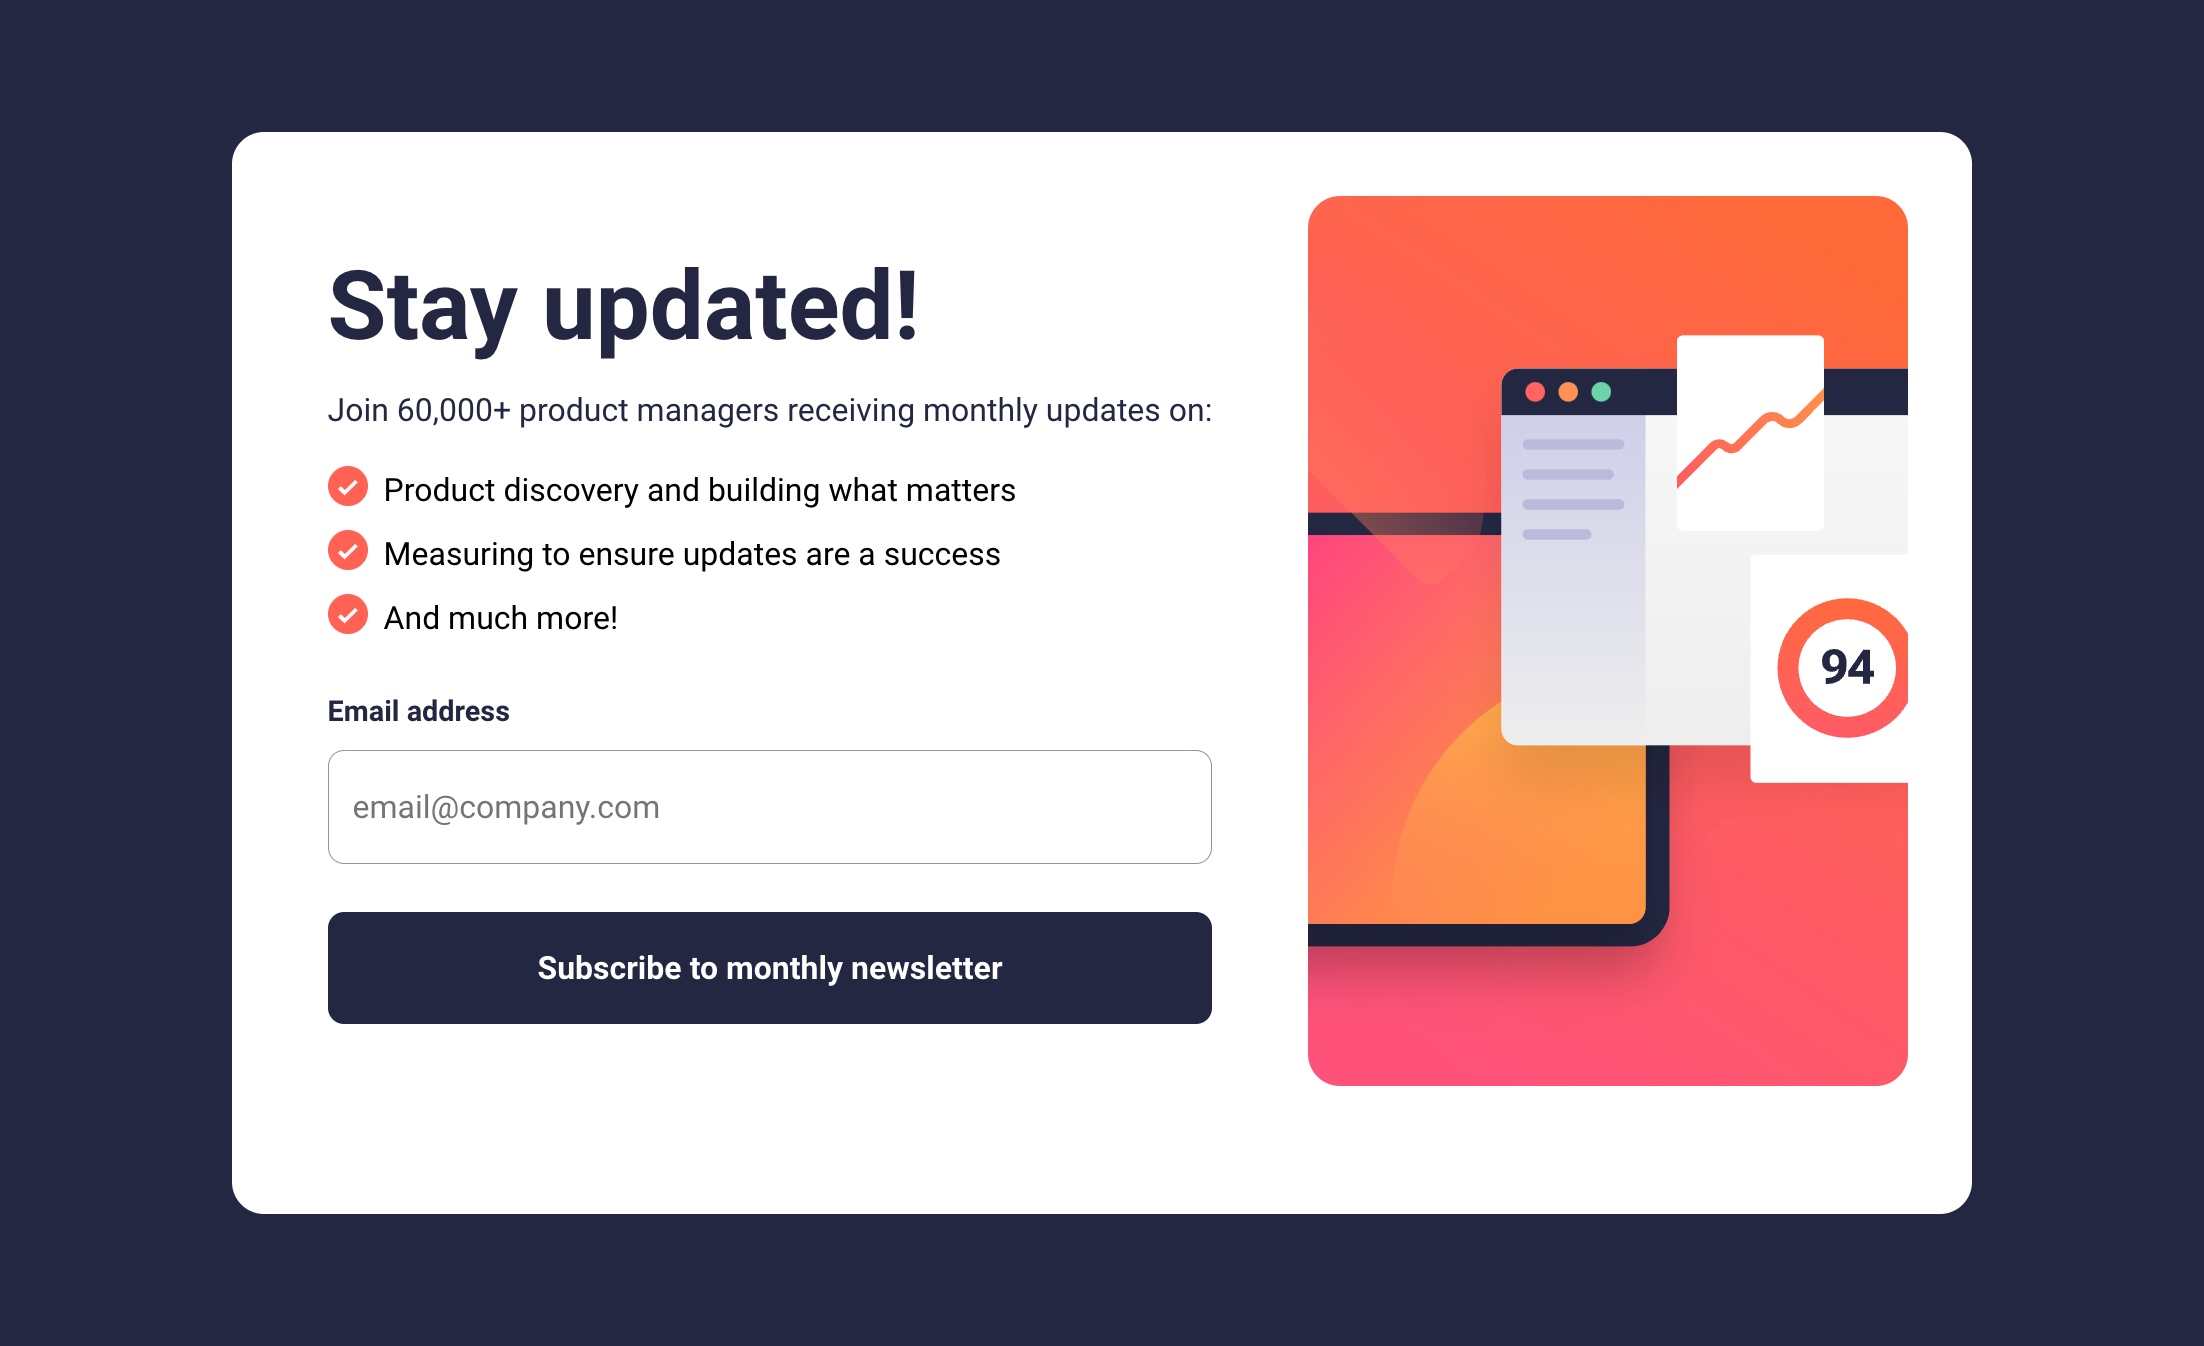 Stay updated!
Join 60,000+ product managers receiving monthly updates on:
Product discovery and building what matters
Measuring to ensure updates are a success
And much more!
Email address
email@company.com
Subscribe to monthly newsletter
94